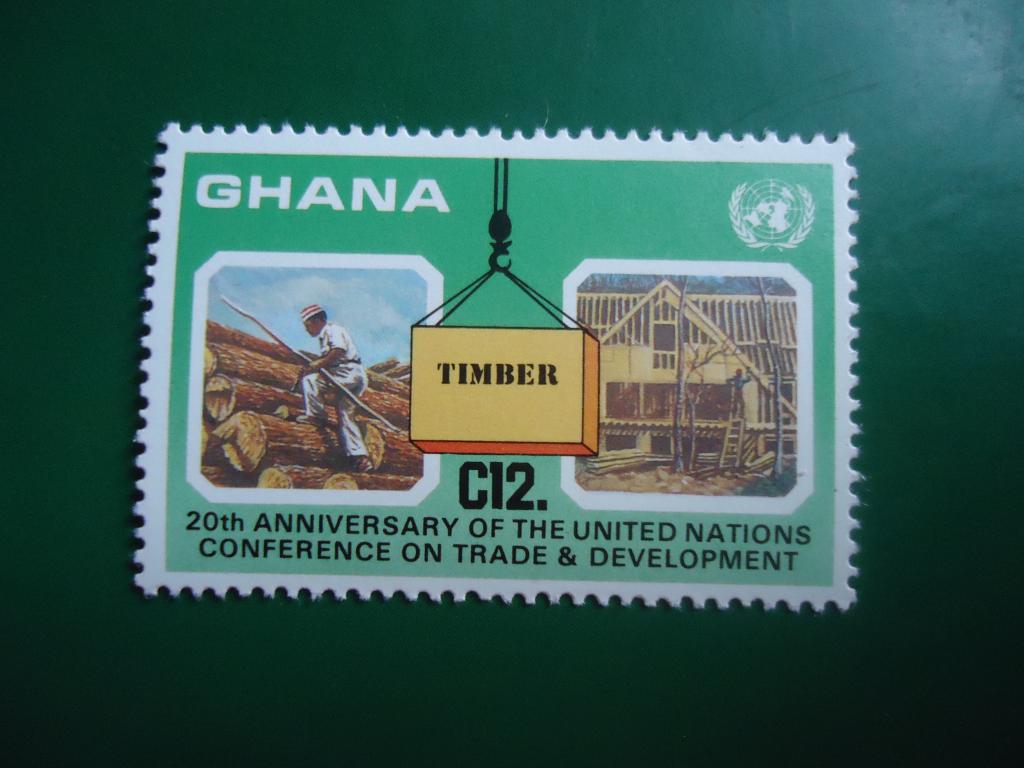 GHANA
TIMBER
C12.
20th ANNIVERSARY OF THE UNITED NATIONS
CONFERENCE ON TRADE & DEVELOPMENT